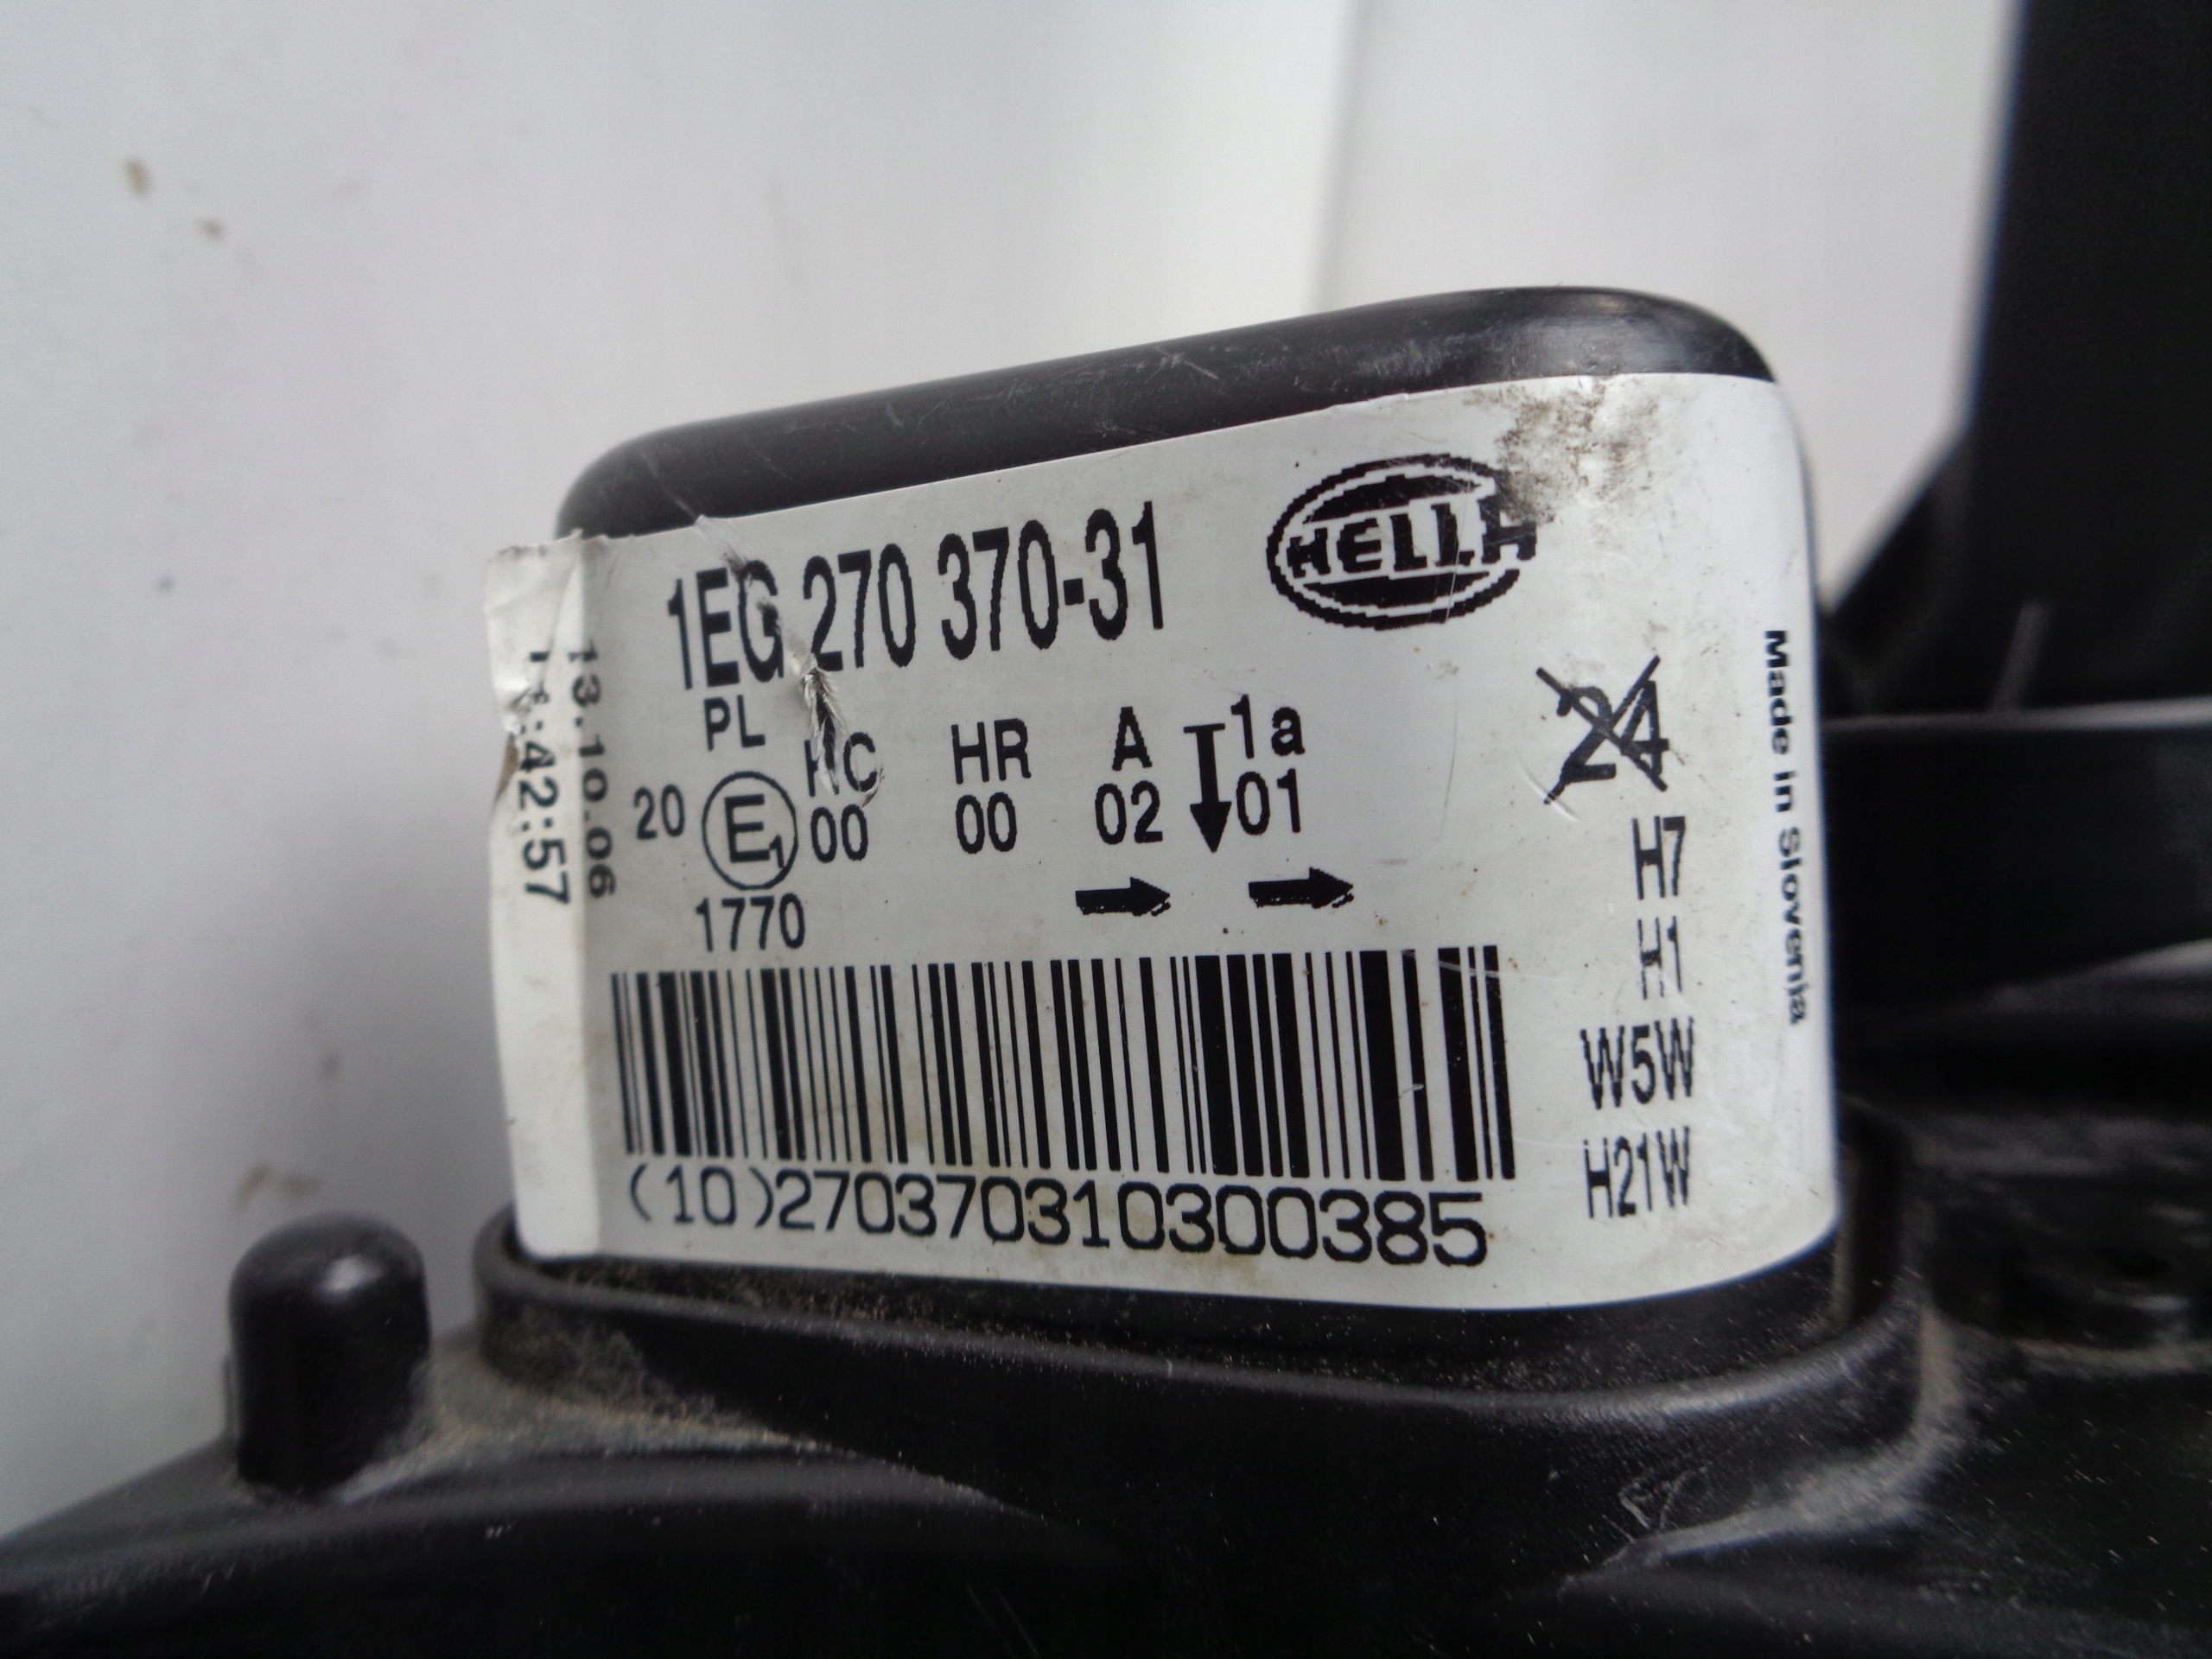 1EG 270 370-31
HELLA
PL HC HR A 1a
20 E1 00 00 02 01
1770
24
H7
H1
W5W
H21W
(10)270370310300385
Made in Slovenia
13.10.06
:42:57